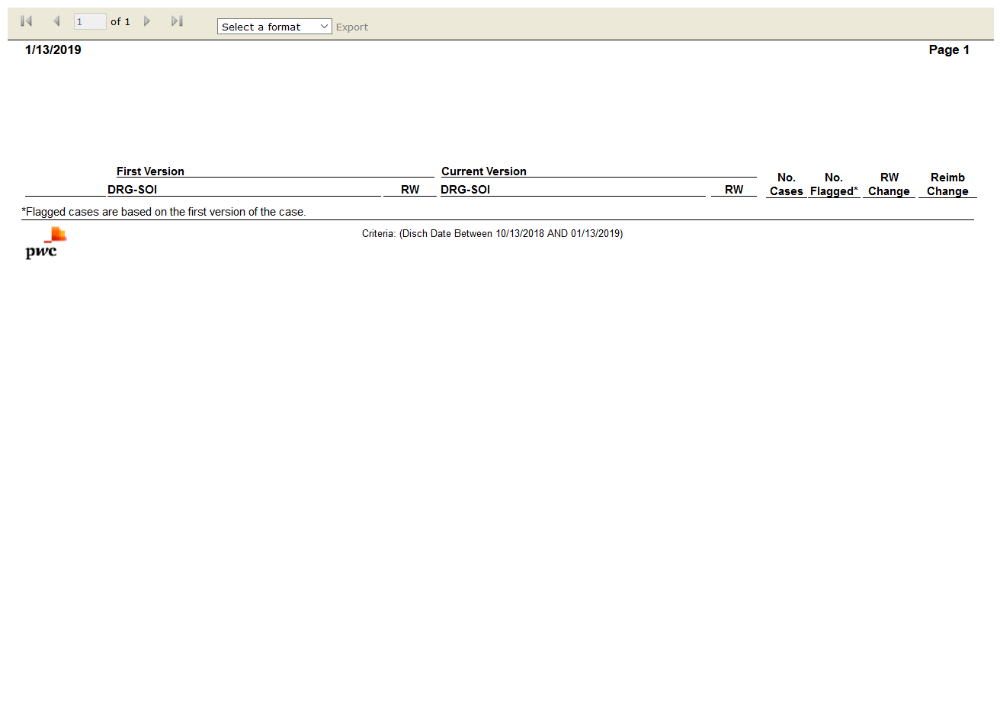 1 of 1 Select a format Export
1/13/2019 Page 1
First Version Current Version
No. No. RW Reimb
DRG-SOI RW DRG-SOI RW Cases Flagged* Change Change
*Flagged cases are based on the first version of the case.
Criteria: (Disch Date Between 10/13/2018 AND 01/13/2019)
pwc